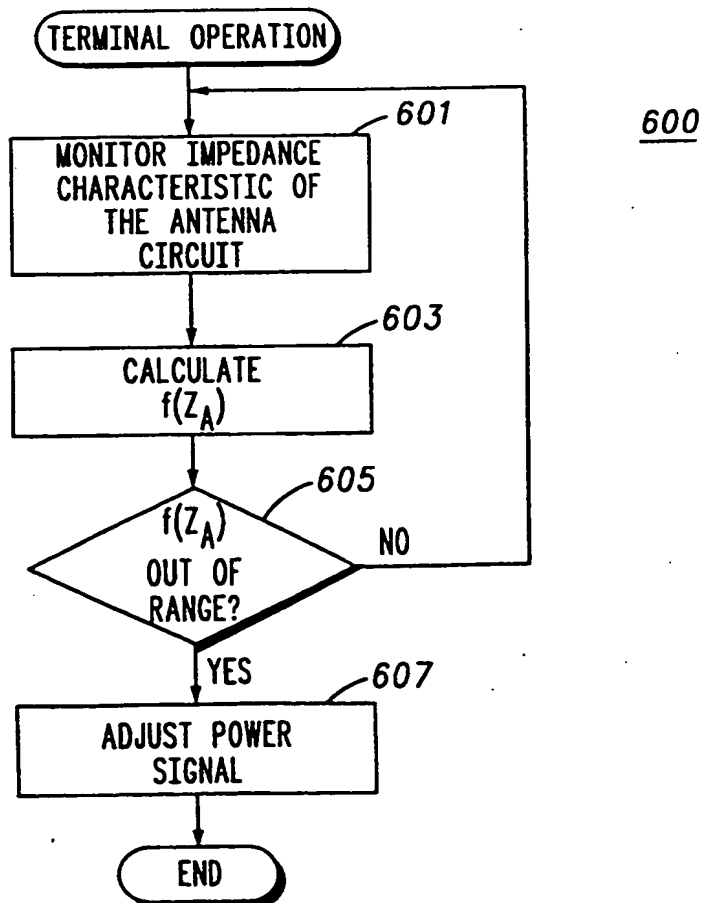 TERMINAL OPERATION
601
600
MONITOR IMPEDANCE
CHARACTERISTIC OF
THE ANTENNA
CIRCUIT
603
CALCULATE
f(Z_A)
605
f(Z_A)
OUT OF
RANGE?
NO
YES
607
ADJUST POWER
SIGNAL
END